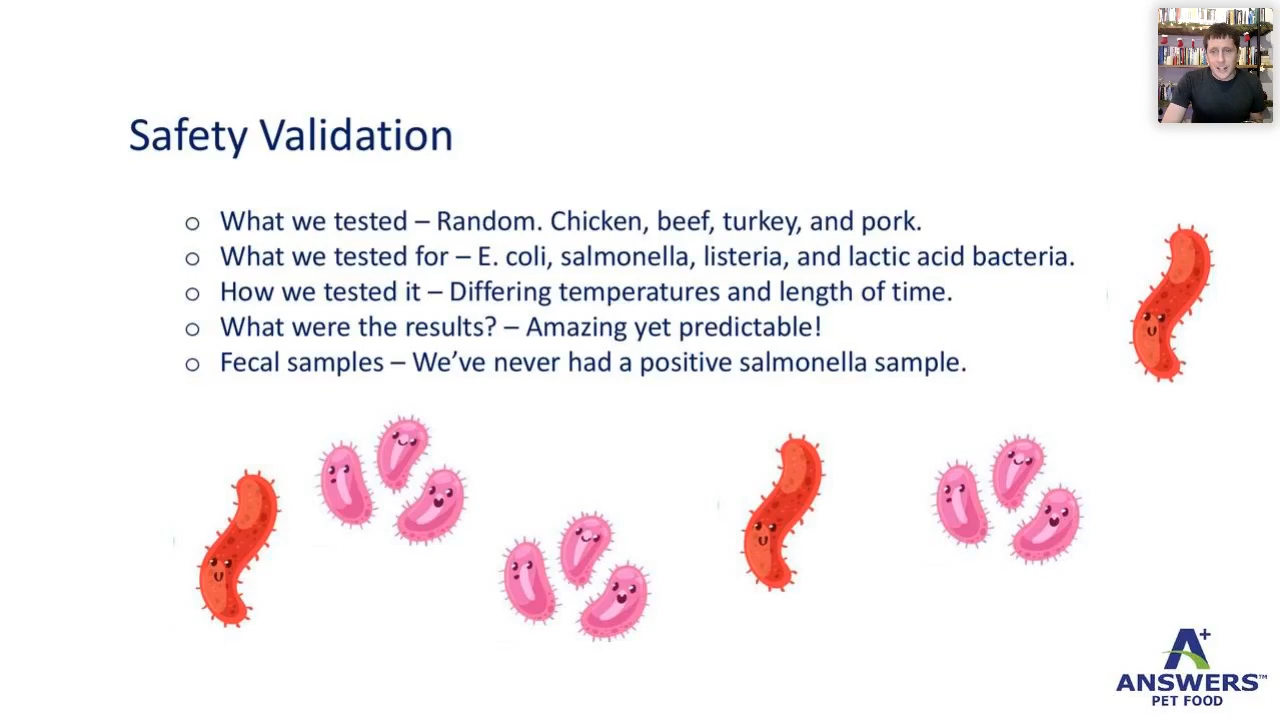 Safety Validation
o What we tested – Random. Chicken, beef, turkey, and pork.
o What we tested for – E. coli, salmonella, listeria, and lactic acid bacteria.
o How we tested it – Differing temperatures and length of time.
o What were the results? – Amazing yet predictable!
o Fecal samples – We’ve never had a positive salmonella sample.
A+
ANSWERS™
PET FOOD